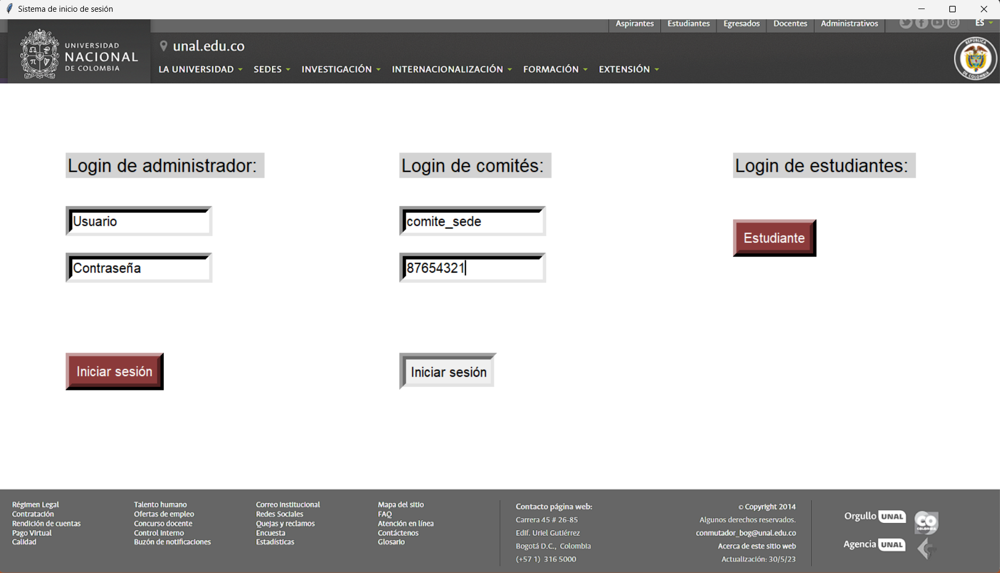 Sistema de inicio de sesión
Aspirantes Estudiantes Egresados Docentes Administrativos ES
UNIVERSIDAD
NACIONAL
DE COLOMBIA
unal.edu.co
LA UNIVERSIDAD SEDES INVESTIGACIÓN INTERNACIONALIZACIÓN FORMACIÓN EXTENSIÓN
REPÚBLICA
DE COLOMBIA
Login de administrador:
Usuario
Contraseña
Iniciar sesión
Login de comités:
comite_sede
87654321
Iniciar sesión
Login de estudiantes:
Estudiante
Régimen Legal
Contratación
Rendición de cuentas
Pago Virtual
Calidad
Talento humano
Ofertas de empleo
Concurso docente
Control interno
Buzón de notificaciones
Correo institucional
Redes Sociales
Quejas y reclamos
Encuesta
Estadísticas
Mapa del sitio
FAQ
Atención en línea
Contáctenos
Glosario
Contacto página web:
Carrera 45 # 26-85
Edif. Uriel Gutiérrez
Bogotá D.C., Colombia
(+57 1) 316 5000
© Copyright 2014
Algunos derechos reservados.
conmutador_bog@unal.edu.co
Acerca de este sitio web
Actualización: 30/5/23
Orgullo UNAL
Agencia UNAL
CO
COLOMBIA